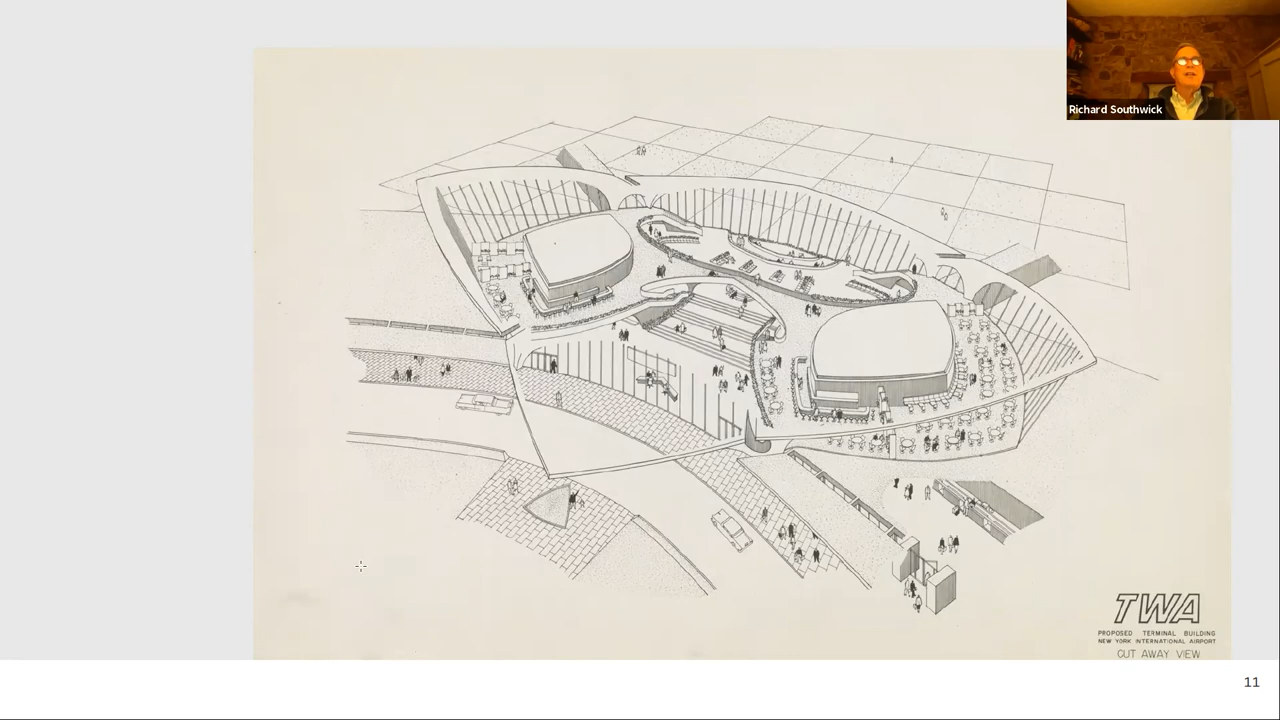 Richard Southwick
TWA
PROPOSED TERMINAL BUILDING
NEW YORK INTERNATIONAL AIRPORT
CUT AWAY VIEW
11